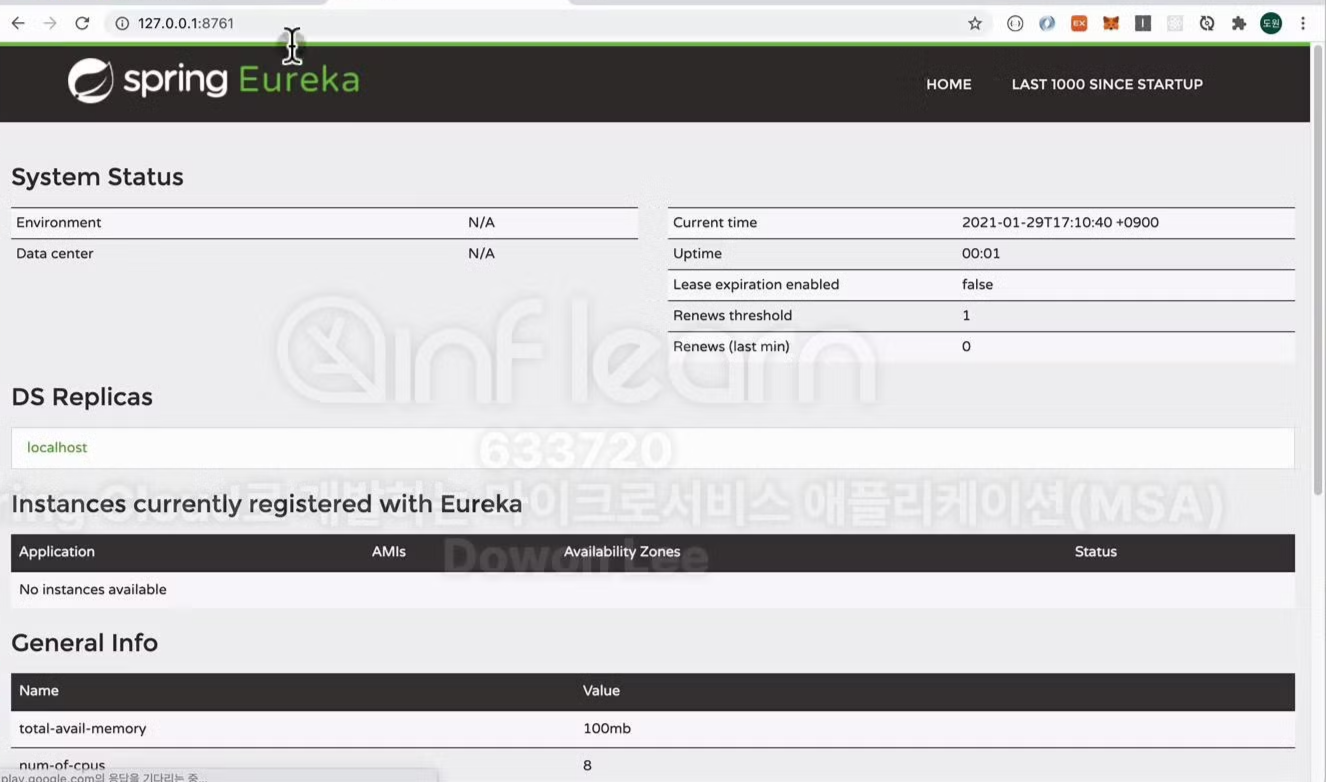 127.0.0.1:8761
EX
도원
spring Eureka
HOME LAST 1000 SINCE STARTUP
System Status
Environment N/A
Data center N/A
Current time 2021-01-29T17:10:40 +0900
Uptime 00:01
Lease expiration enabled false
Renews threshold 1
Renews (last min) 0
inflearn
DS Replicas
localhost
633720
ing Cloud로 개발하는 마이크로서비스 애플리케이션(MSA)
Instances currently registered with Eureka
Dowon Lee
Application AMIs Availability Zones Status
No instances available
General Info
Name Value
total-avail-memory 100mb
num-of-cpus 8
play.google.com의 응답을 기다리는 중...